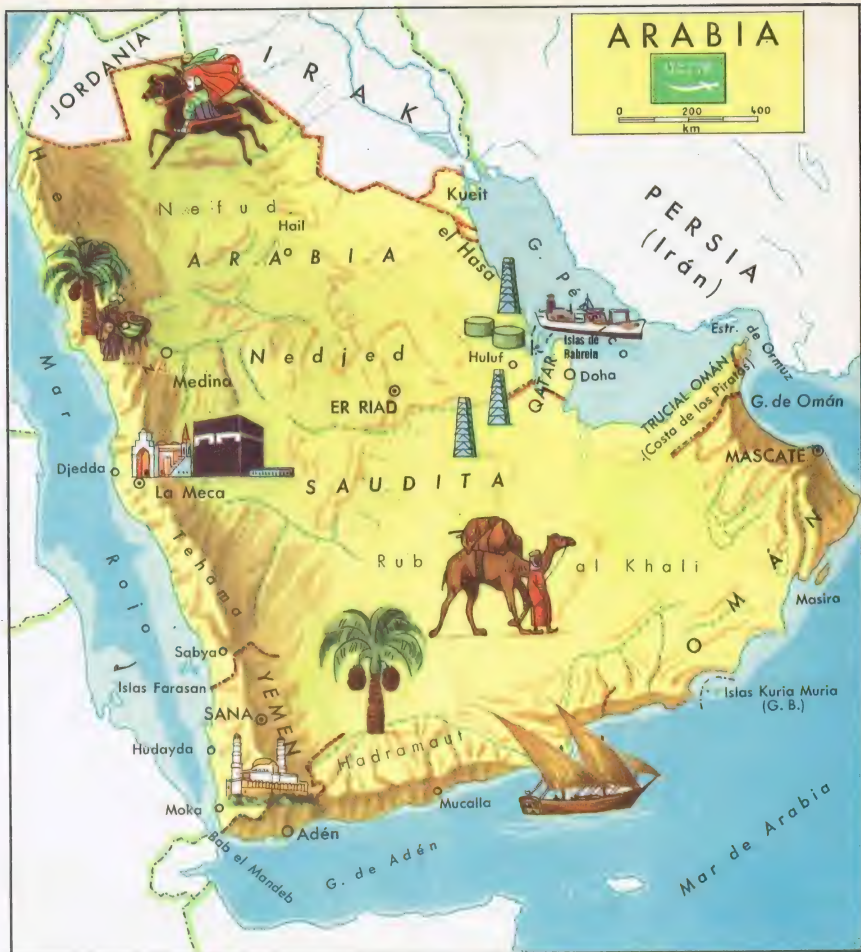 ARABIA
0 200 400
km
JORDANIA
IRAK
PERSIA
(Irán)
Kueit
el Hasa
Nefud
Hail
ARABIA
Estr. de Ormuz
Islas de
Bahrein
Huluf
QATAR
Doha
TRUCIAL OMÁN
(Costa de los Piratas)
G. de Omán
Nedjed
Medina
ER RIAD
MASCATE
Mar Rojo
Djedda
La Meca
SAUDITA
Tehama
Rub al Khali
OMÁN
Masira
Sabya
Islas Farasan
YEMEN
SANA
Islas Kuria Muria
(G. B.)
Hudayda
Hadramaut
Moka
Mucalla
Adén
Bab el Mandeb
G. de Adén
Mar de Arabia